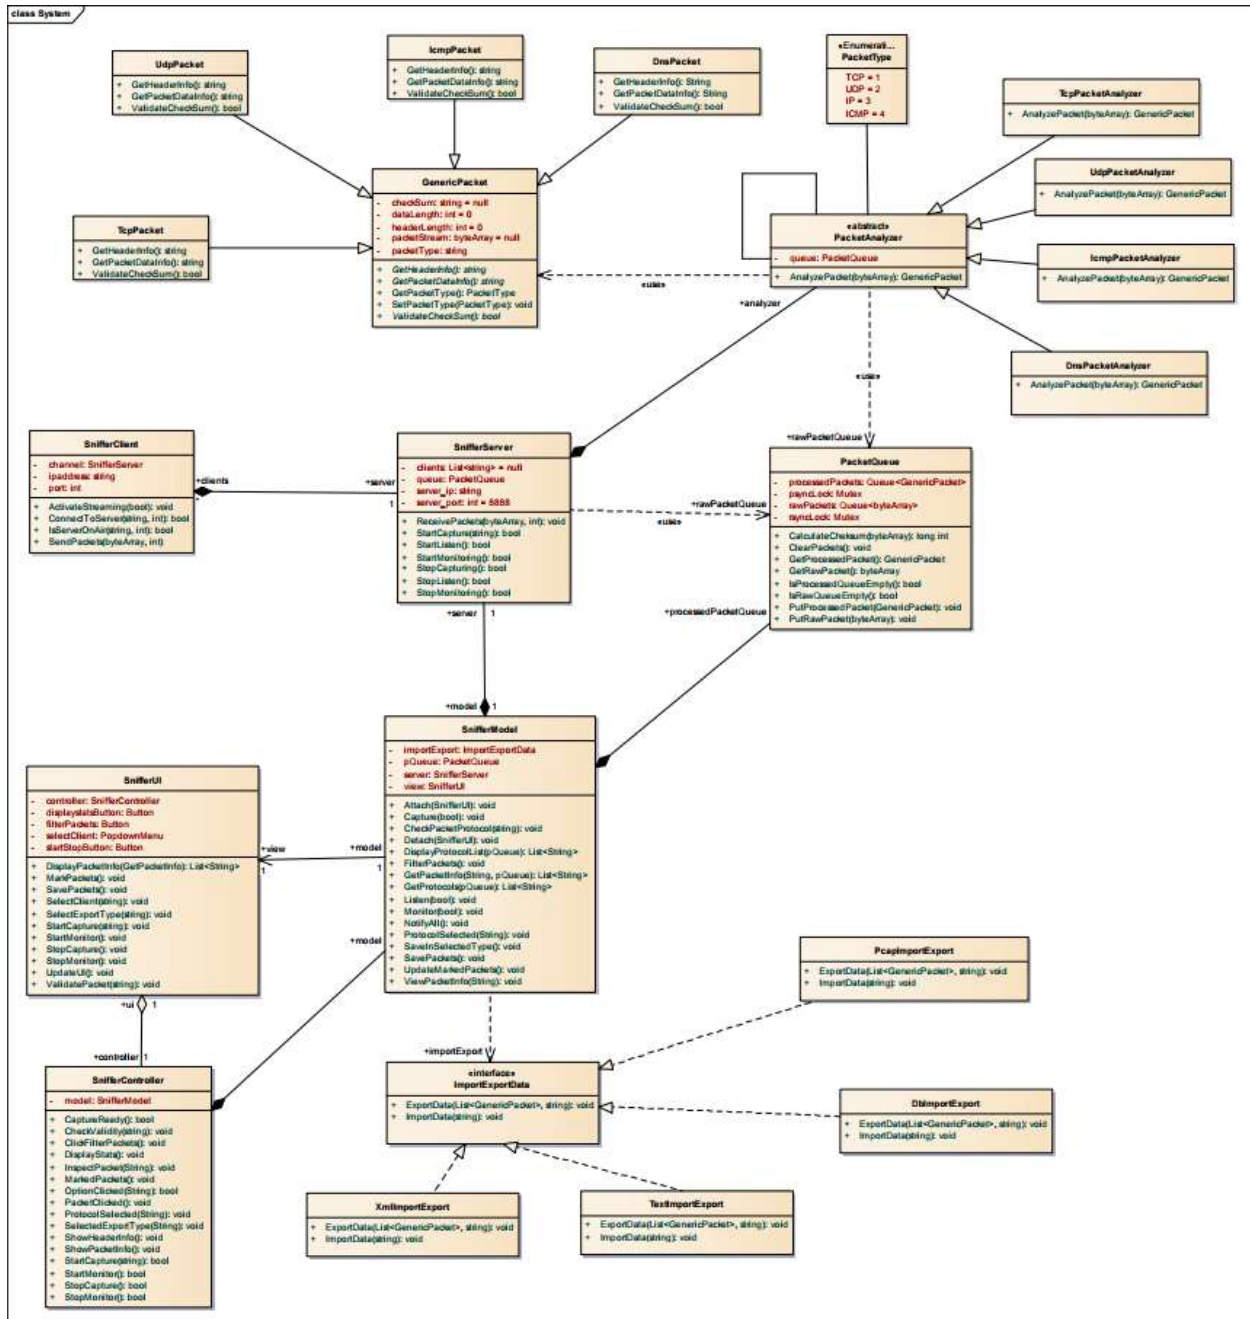 class System
UdpPacket
+ GetHeaderInfo(): string
+ GetPacketDataInfo(): string
+ ValidateCheckSum(): bool
IcmpPacket
+ GetHeaderInfo(): string
+ GetPacketDataInfo(): string
+ ValidateCheckSum(): bool
DnsPacket
+ GetHeaderInfo(): String
+ GetPacketDataInfo(): String
+ ValidateCheckSum(): bool
«Enumerati...
PacketType
TCP = 1
UDP = 2
IP = 3
ICMP = 4
TcpPacketAnalyzer
+ AnalyzePacket(byteArray): GenericPacket
UdpPacketAnalyzer
+ AnalyzePacket(byteArray): GenericPacket
IcmpPacketAnalyzer
+ AnalyzePacket(byteArray): GenericPacket
DnsPacketAnalyzer
+ AnalyzePacket(byteArray): GenericPacket
TcpPacket
+ GetHeaderInfo(): string
+ GetPacketDataInfo(): string
+ ValidateCheckSum(): bool
GenericPacket
- checkSum: string = null
- dataLength: int = 0
- headerLength: int = 0
- packetStream: byteArray = null
- packetType: string
+ GetHeaderInfo(): string
+ GetPacketDataInfo(): string
+ GetPacketType(): PacketType
+ SetPacketType(PacketType): void
+ ValidateCheckSum(): bool
«abstract»
PacketAnalyzer
- queue: PacketQueue
+ AnalyzePacket(byteArray): GenericPacket
«use»
+analyzer
«use»
+rawPacketQueue
SnifferClient
- channel: SnifferServer
- ipaddress: string
- port: int
+ ActivateStreaming(bool): void
+ ConnectToServer(string, int): bool
+ IsServerOnAir(string, int): bool
+ SendPackets(byteArray, int)
+clients
+server
1
SnifferServer
- clients: List<string> = null
- queue: PacketQueue
- server_ip: string
- server_port: int = 8888
+ ReceivePackets(byteArray, int): void
+ StartCapture(string): bool
+ StartListen(): bool
+ StartMonitoring(): bool
+ StopCapturing(): bool
+ StopListen(): bool
+ StopMonitoring(): bool
+rawPacketQueue
«use»
PacketQueue
- processedPackets: Queue<GenericPacket>
- psyncLock: Mutex
- rawPackets: Queue<byteArray>
- rsyncLock: Mutex
+ CalculateCheksum(byteArray): long int
+ ClearPackets(): void
+ GetProcessedPacket(): GenericPacket
+ GetRawPacket(): byteArray
+ IsProcessedQueueEmpty(): bool
+ IsRawQueueEmpty(): bool
+ PutProcessedPacket(GenericPacket): void
+ PutRawPacket(byteArray): void
+server 1
+processedPacketQueue
+model 1
SnifferModel
- importExport: ImportExportData
- pQueue: PacketQueue
- server: SnifferServer
- view: SnifferUI
+ Attach(SnifferUI): void
+ Capture(bool): void
+ CheckPacketProtocol(string): void
+ Detach(SnifferUI): void
+ DisplayProtocolList(pQueue): List<String>
+ FilterPackets(): void
+ GetPacketInfo(String, pQueue): List<String>
+ GetProtocols(pQueue): List<String>
+ Listen(bool): void
+ Monitor(bool): void
+ NotifyAll(): void
+ ProtocolSelected(String): void
+ SaveInSelectedType(): void
+ SavePackets(): void
+ UpdateMarkedPackets(): void
+ ViewPacketInfo(String): void
SnifferUI
- controller: SnifferController
- displaystatsButton: Button
- filterPackets: Button
- selectClient: PopdownMenu
- startStopButton: Button
+ DisplayPacketInfo(GetPacketInfo): List<String>
+ MarkPackets(): void
+ SavePackets(): void
+ SelectClient(string): void
+ SelectExportType(string): void
+ StartCapture(string): void
+ StartMonitor(): void
+ StopCapture(): void
+ StopMonitor(): void
+ UpdateUI(): void
+ ValidatePacket(string): void
+view
1
+model
1
+model
+ui 1
+controller 1
SnifferController
- model: SnifferModel
+ CaptureReady(): bool
+ CheckValidity(string): void
+ ClickFilterPackets(): void
+ DisplayStats(): void
+ InspectPacket(String): void
+ MarkedPackets(): void
+ OptionClicked(String): bool
+ PacketClicked(): void
+ ProtocolSelected(String): void
+ SelectedExportType(String): void
+ ShowHeaderInfo(): void
+ ShowPacketInfo(): void
+ StartCapture(string): bool
+ StartMonitor(): bool
+ StopCapture(): bool
+ StopMonitor(): bool
+importExport
«interface»
ImportExportData
+ ExportData(List<GenericPacket>, string): void
+ ImportData(string): void
PcapImportExport
+ ExportData(List<GenericPacket>, string): void
+ ImportData(string): void
DbImportExport
+ ExportData(List<GenericPacket>, string): void
+ ImportData(string): void
XmlImportExport
+ ExportData(List<GenericPacket>, string): void
+ ImportData(string): void
TextImportExport
+ ExportData(List<GenericPacket>, string): void
+ ImportData(string): void